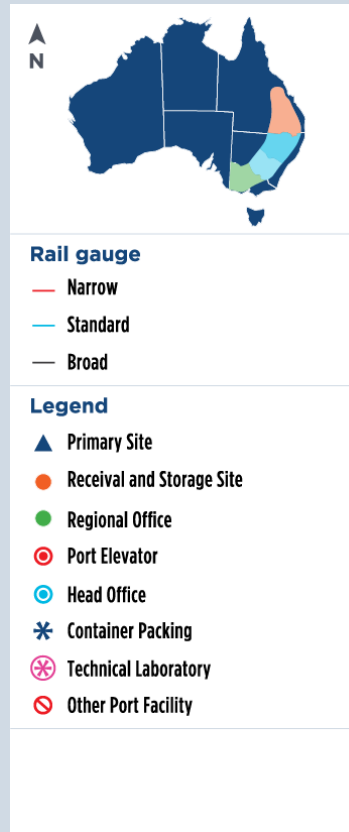 N
Rail gauge
Narrow
Standard
Broad
Legend
Primary Site
Receival and Storage Site
Regional Office
Port Elevator
Head Office
Container Packing
Technical Laboratory
Other Port Facility